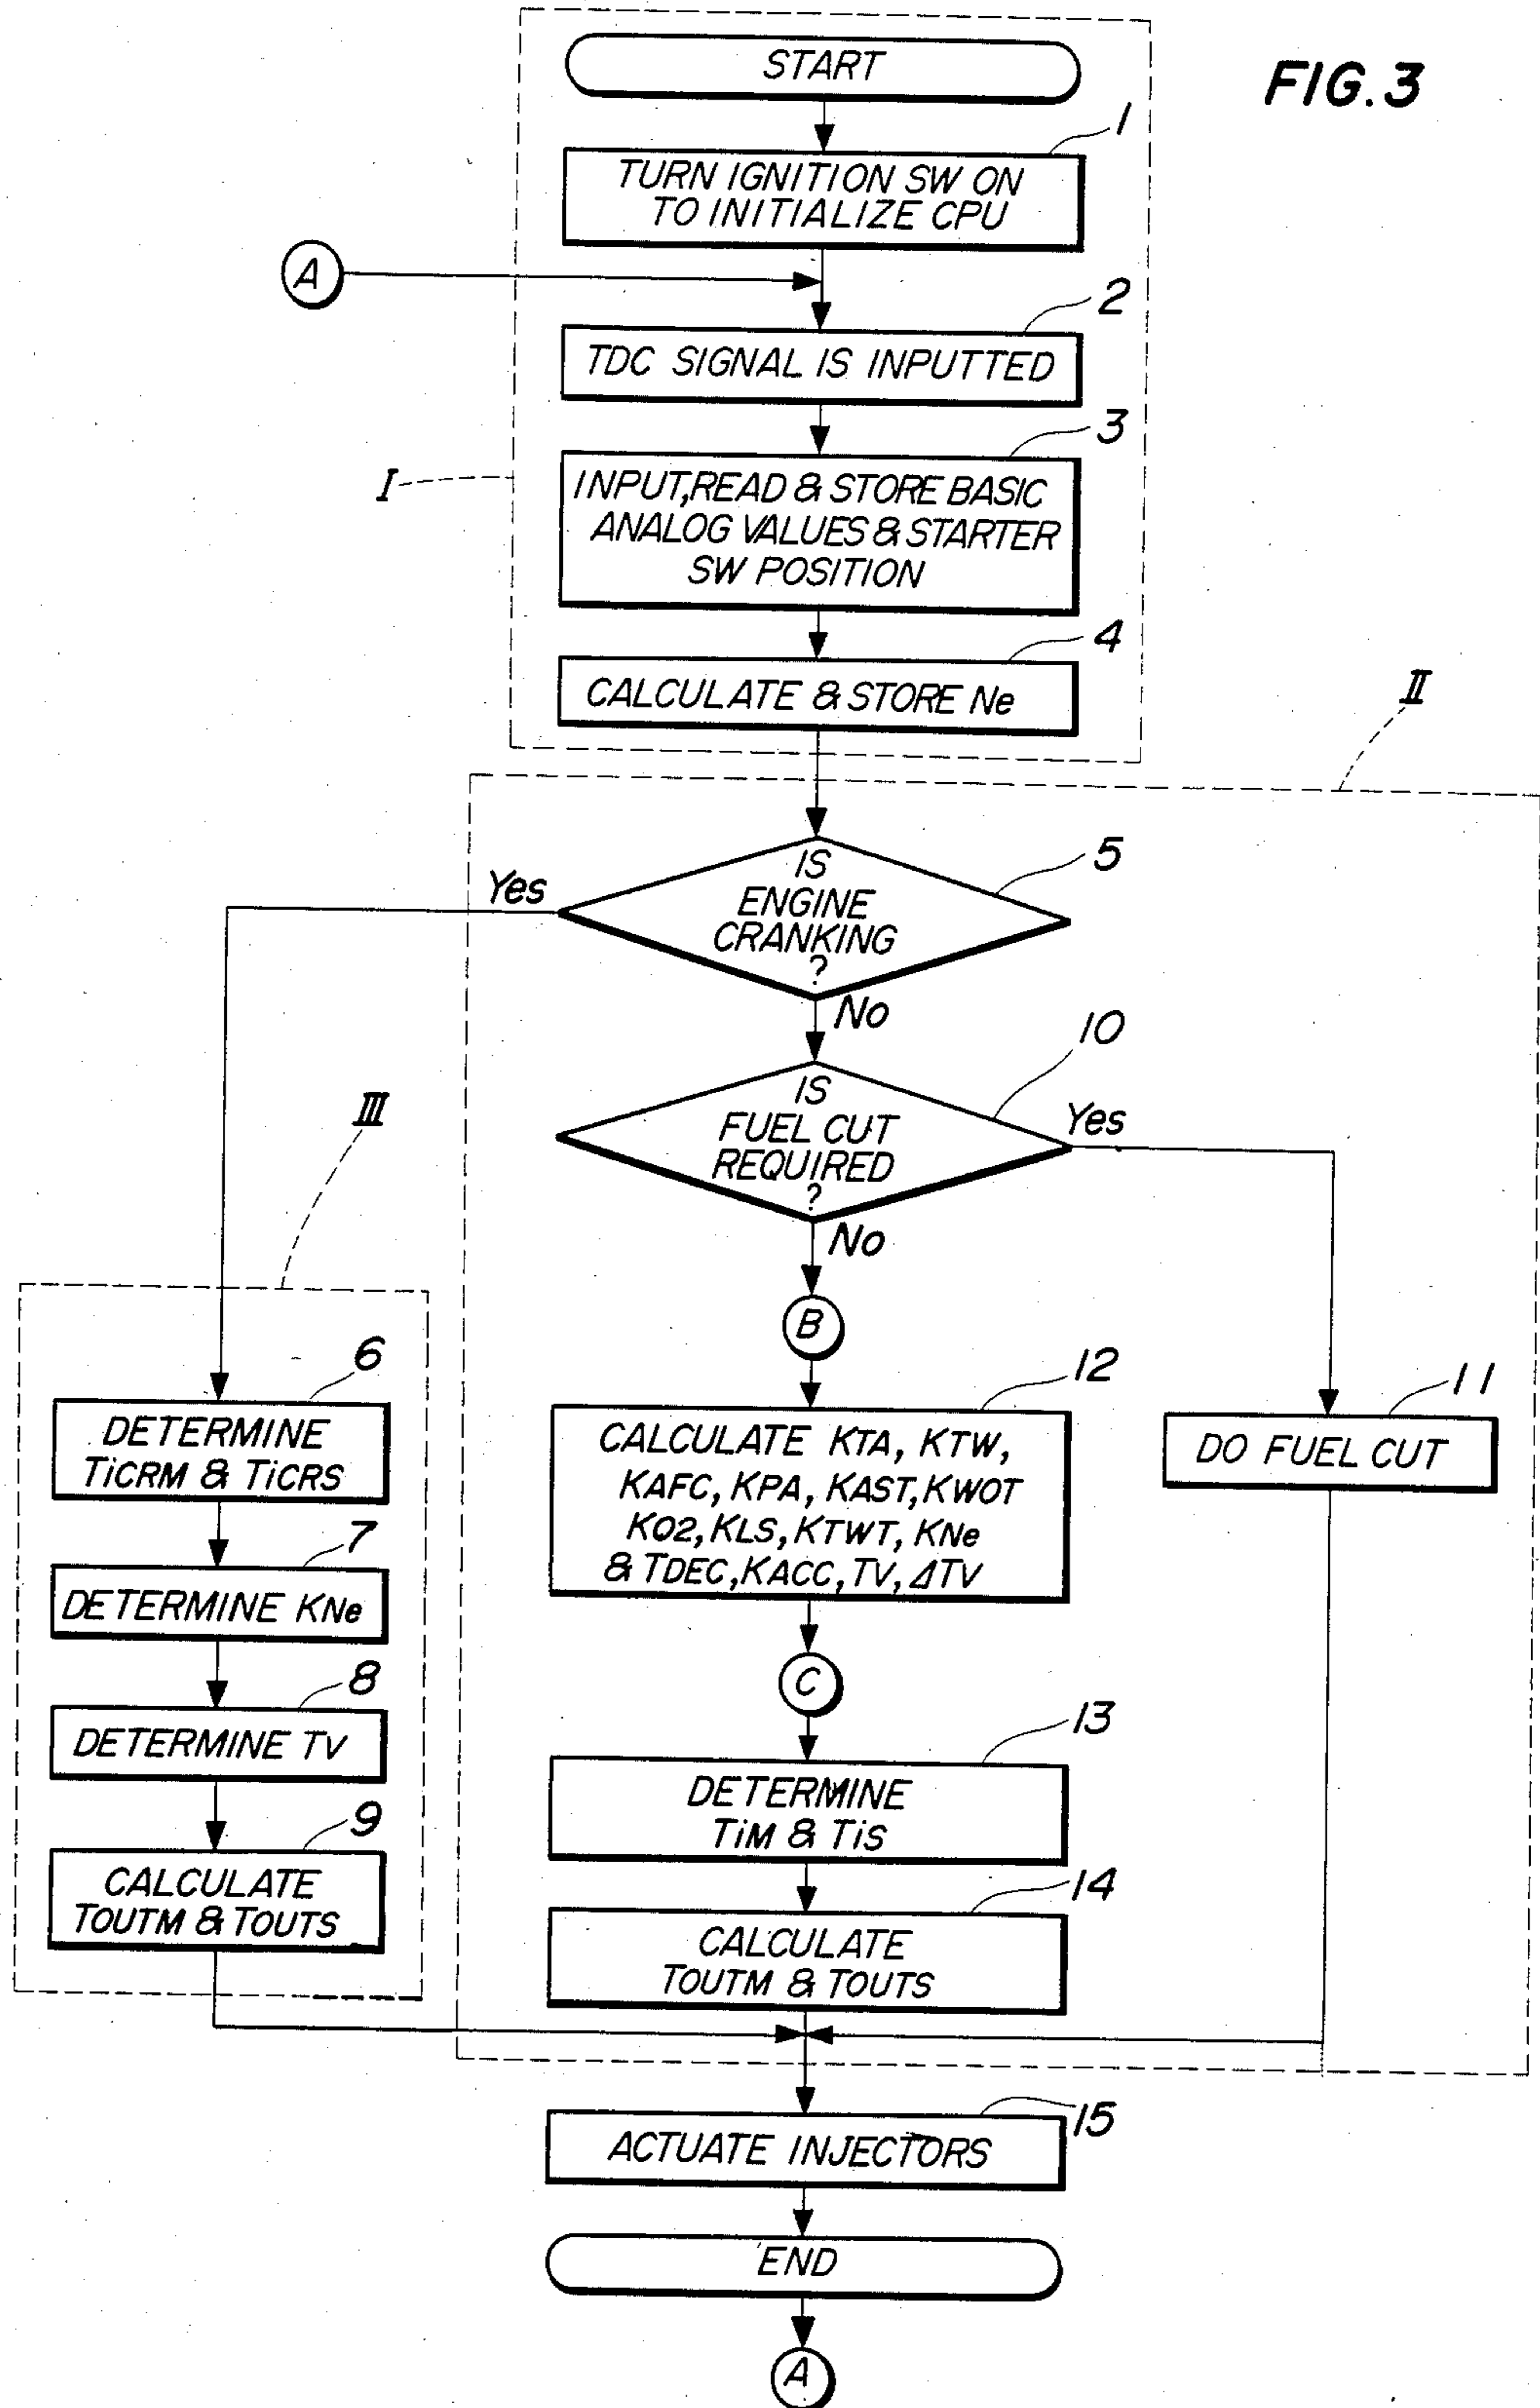 FIG. 3
START
1
TURN IGNITION SW ON
TO INITIALIZE CPU
A
2
TDC SIGNAL IS INPUTTED
3
I
INPUT, READ & STORE BASIC
ANALOG VALUES & STARTER
SW POSITION
4
CALCULATE & STORE Ne
II
5
Yes
IS
ENGINE
CRANKING
?
No
10
III
IS
FUEL CUT
REQUIRED
?
Yes
No
B
6
DETERMINE
TiCRM & TiCRS
7
DETERMINE KNe
8
DETERMINE TV
9
CALCULATE
TOUTM & TOUTS
12
CALCULATE KTA, KTW,
KAFC, KPA, KAST, KWOT
KO2, KLS, KTWT, KNe
& TDEC, KACC, TV, ΔTV
11
DO FUEL CUT
C
13
DETERMINE
TiM & TiS
14
CALCULATE
TOUTM & TOUTS
15
ACTUATE INJECTORS
END
A